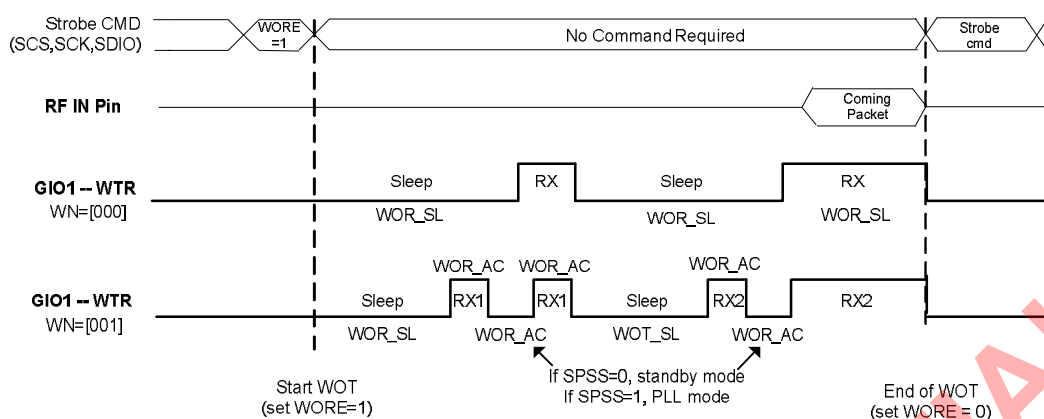 Strobe CMD
(SCS,SCK,SDIO)
WORE
=1
No Command Required
Strobe
cmd
RF IN Pin
Coming
Packet
GIO1 -- WTR
WN=[000]
Sleep
RX
Sleep
RX
WOR_SL
WOR_SL
WOR_SL
WOR_AC
WOR_AC
WOR_AC
GIO1 -- WTR
WN=[001]
Sleep
RX1
RX1
Sleep
RX2
RX2
WOR_SL
WOR_AC
WOT_SL
WOR_AC
If SPSS=0, standby mode
If SPSS=1, PLL mode
Start WOT
(set WORE=1)
End of WOT
(set WORE = 0)